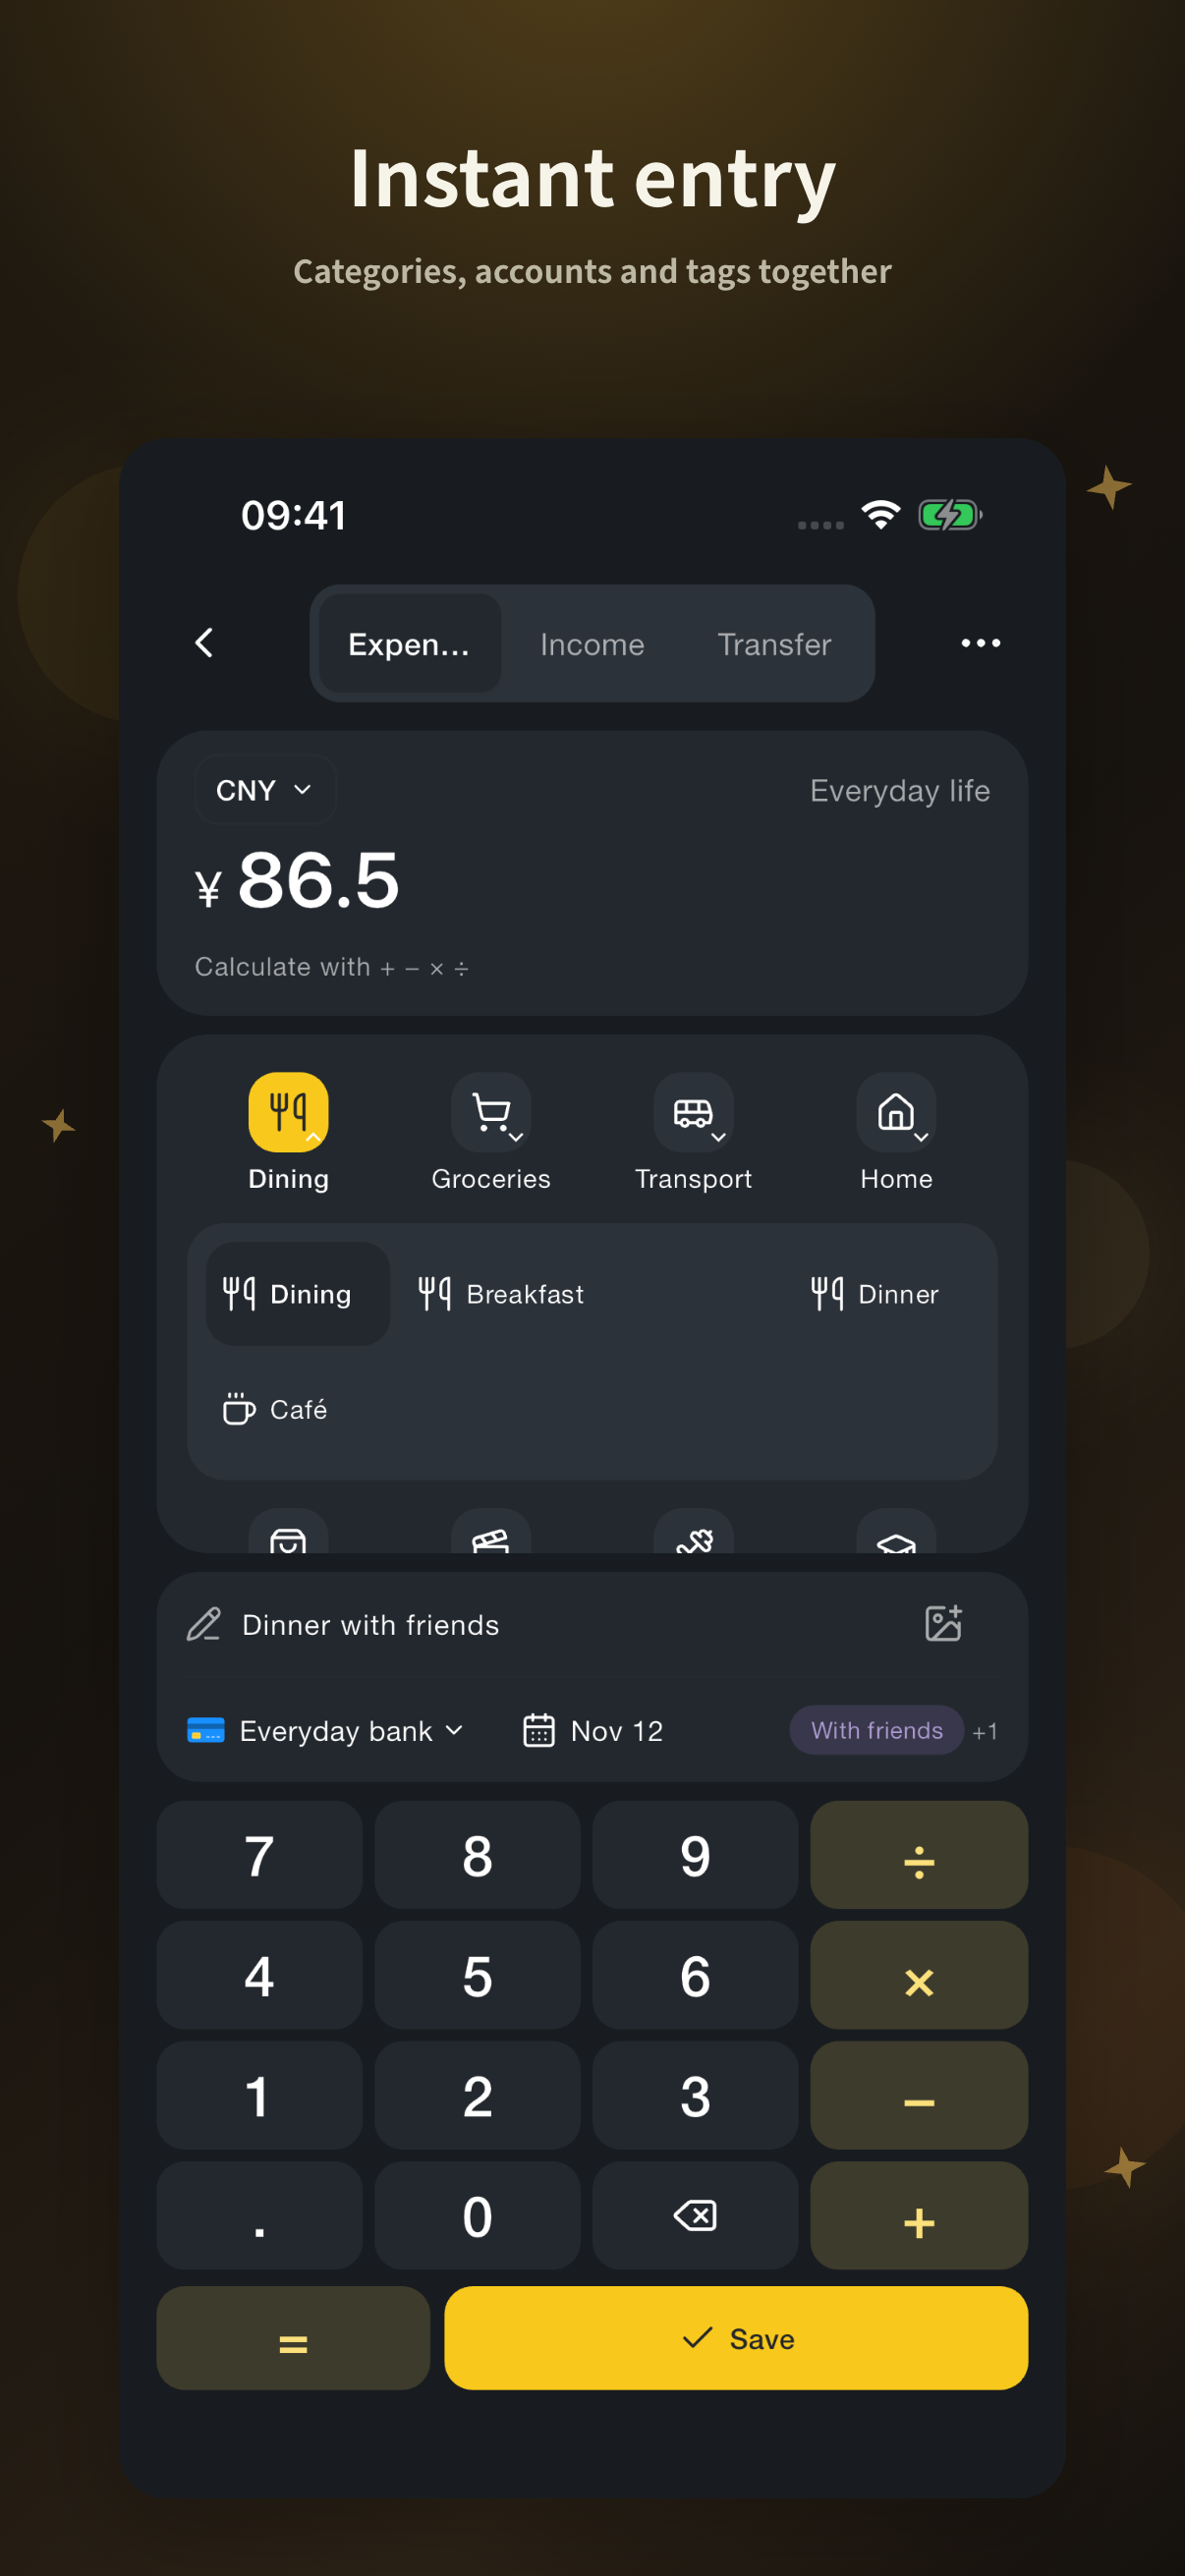 Instant entry
Categories, accounts and tags together
09:41
Expen...
Income
Transfer
CNY
Everyday life
¥ 86.5
Calculate with + − × ÷
Dining
Groceries
Transport
Home
Dining
Breakfast
Dinner
Café
Dinner with friends
Everyday bank
Nov 12
With friends
+1
7 8 9 ÷
4 5 6 ×
1 2 3 −
. 0 +
= Save